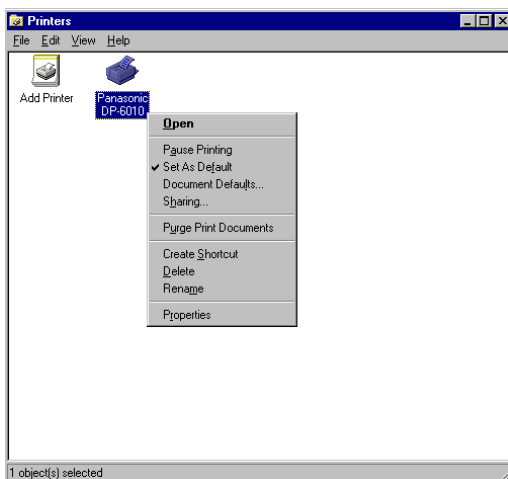 Printers
File Edit View Help
Add Printer
Panasonic
DP-6010
Open
Pause Printing
Set As Default
Document Defaults...
Sharing...
Purge Print Documents
Create Shortcut
Delete
Rename
Properties
1 object(s) selected